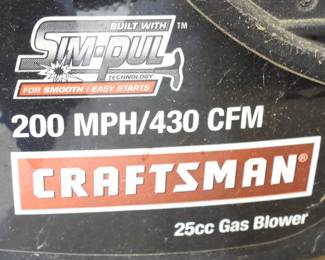 BUILT WITH
SIM-PUL™
TECHNOLOGY
FOR SMOOTH / EASY STARTS
200 MPH/430 CFM
CRAFTSMAN®
25cc Gas Blower